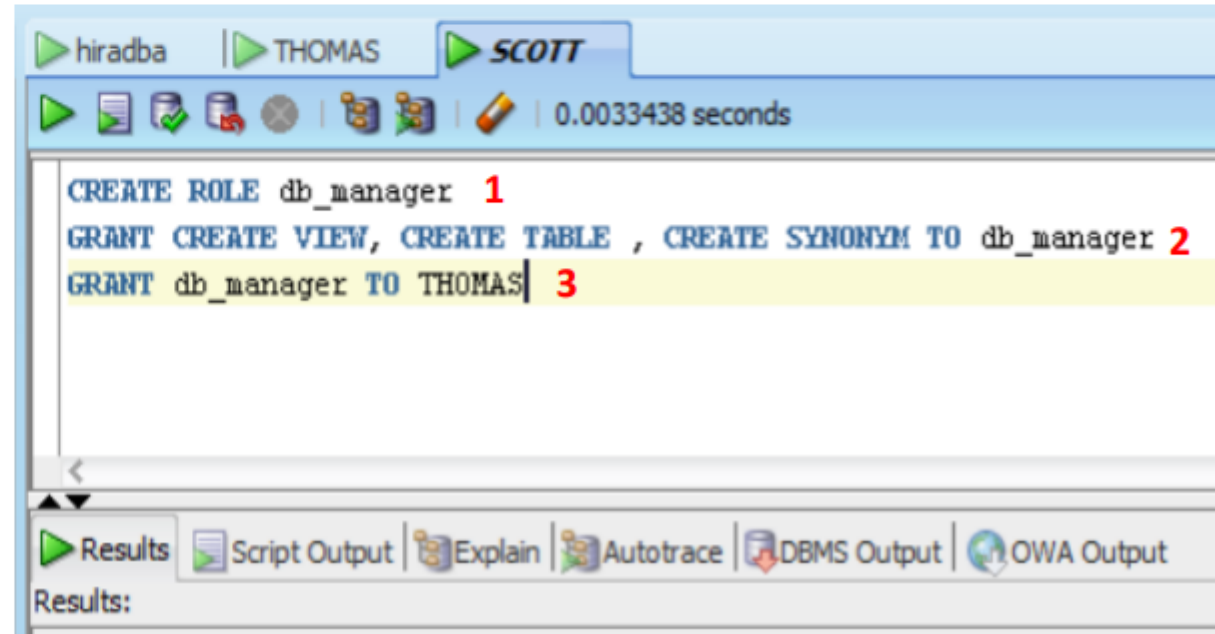 hiradba THOMAS SCOTT
0.0033438 seconds
CREATE ROLE db_manager 1
GRANT CREATE VIEW, CREATE TABLE , CREATE SYNONYM TO db_manager 2
GRANT db_manager TO THOMAS 3
Results Script Output Explain Autotrace DBMS Output OWA Output
Results: